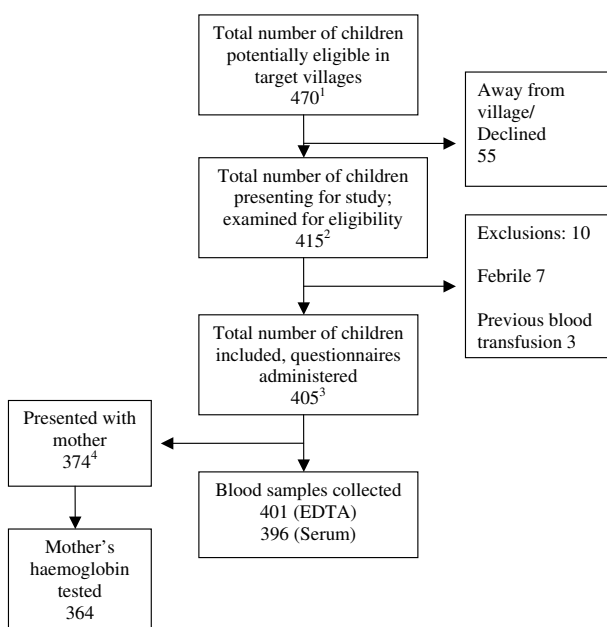 Total number of children
potentially eligible in
target villages
470¹
Away from
village/
Declined
55
Total number of children
presenting for study;
examined for eligibility
415²
Exclusions: 10
Febrile 7
Previous blood
transfusion 3
Total number of children
included, questionnaires
administered
405³
Presented with
mother
374⁴
Blood samples collected
401 (EDTA)
396 (Serum)
Mother’s
haemoglobin
tested
364